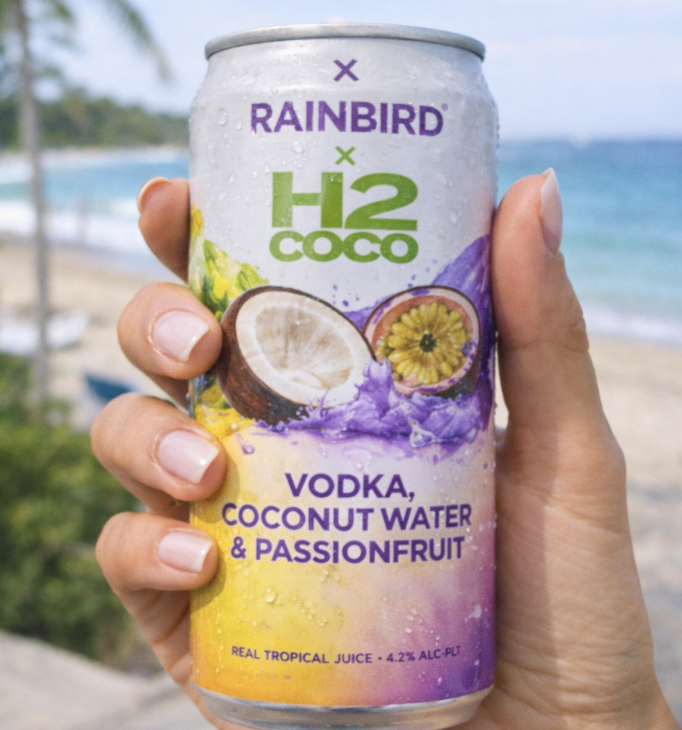 ×
RAINBIRD®
×
H2
COCO
VODKA,
COCONUT WATER
& PASSIONFRUIT
REAL TROPICAL JUICE • 4.2% ALC-PLT